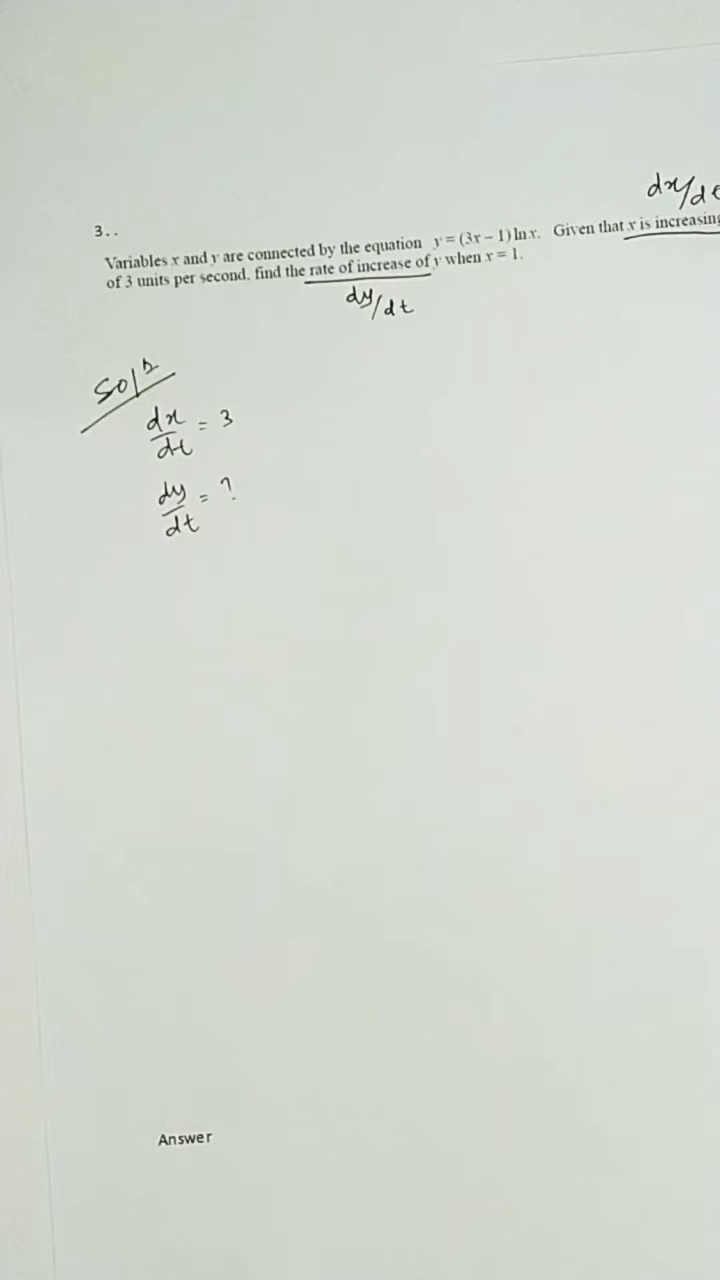 dx/dt
3..
Variables x and y are connected by the equation y = (3x – 1) ln x. Given that x is increasing
of 3 units per second, find the rate of increase of y when x = 1.
dy/dt
Solⁿ
dx/dt = 3
dy/dt = ?
Answer